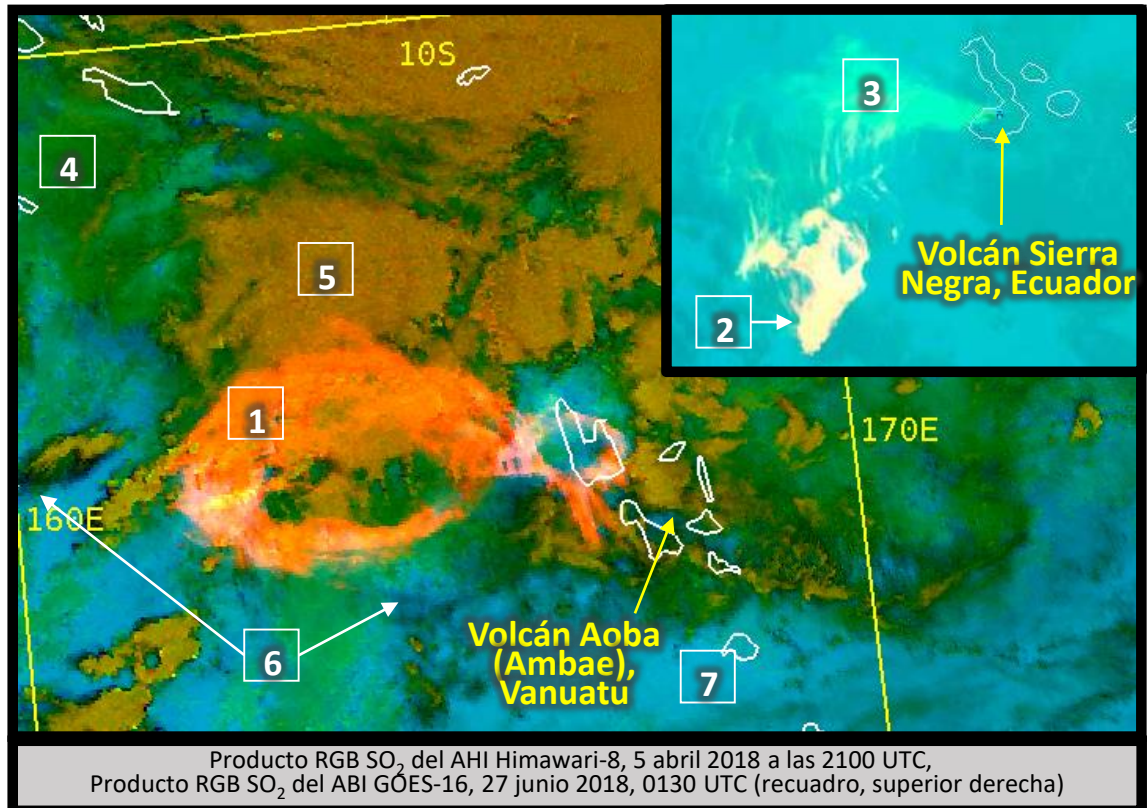 10S
3
4
Volcán Sierra
Negra, Ecuador
5
2
1
170E
160E
Volcán Aoba
(Ambae),
Vanuatu
6
7
Producto RGB SO₂ del AHI Himawari-8, 5 abril 2018 a las 2100 UTC,
Producto RGB SO₂ del ABI GOES-16, 27 junio 2018, 0130 UTC (recuadro, superior derecha)